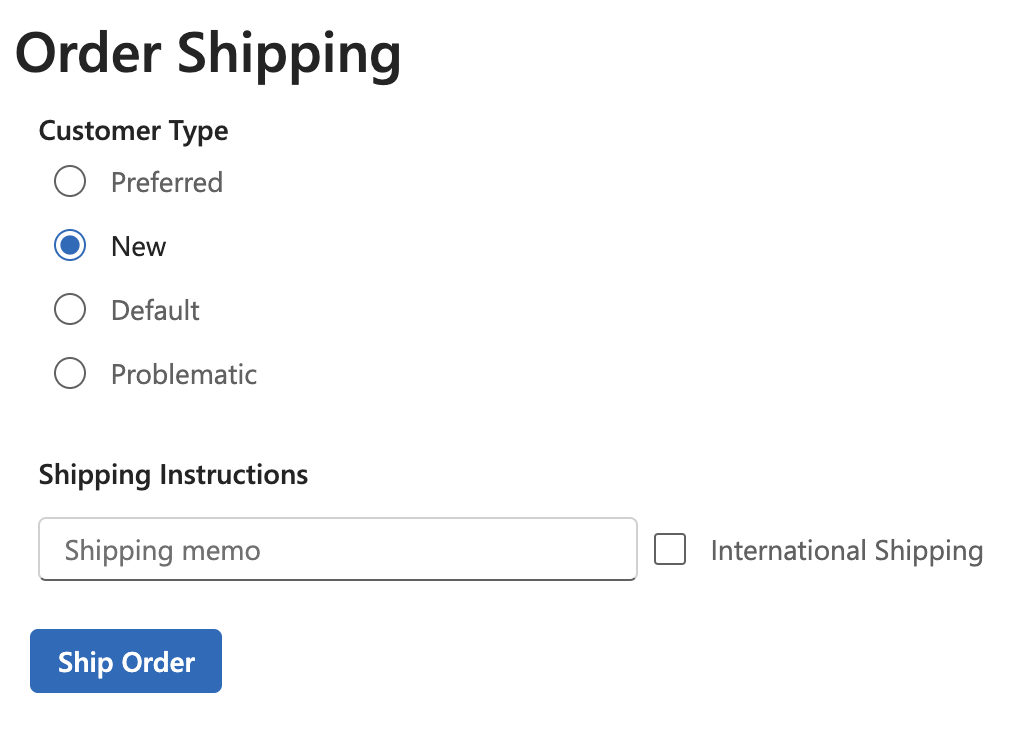 Order Shipping
Customer Type
Preferred
New
Default
Problematic
Shipping Instructions
Shipping memo
International Shipping
Ship Order